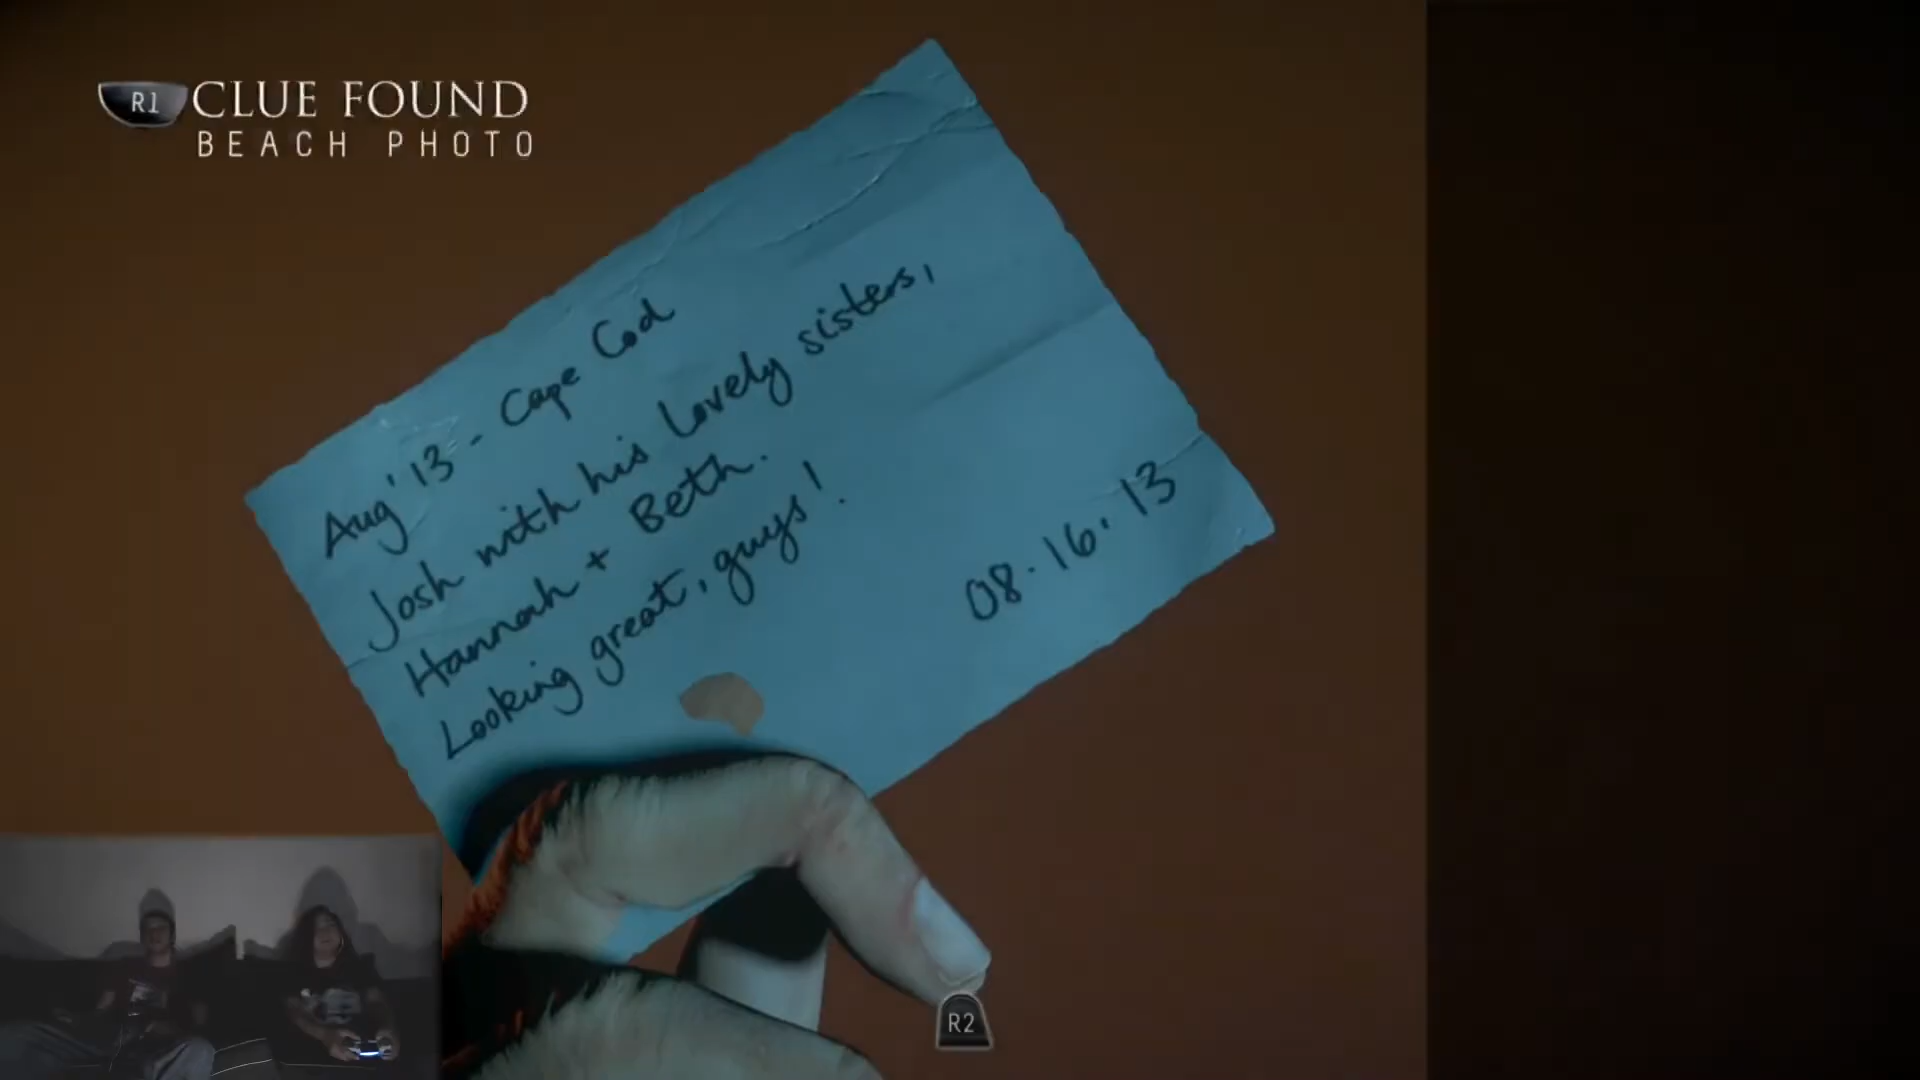 R1 CLUE FOUND
BEACH PHOTO
Aug '13 - Cape Cod
Josh with his lovely sisters,
Hannah + Beth.
Looking great, guys!
08.16.13
R2